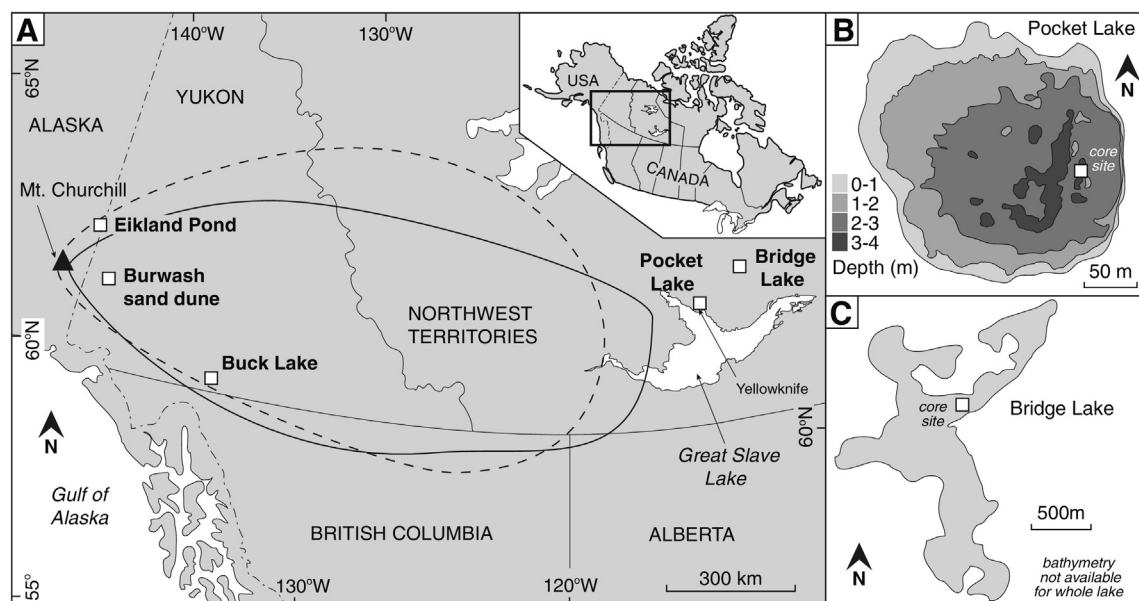 A
140°W
130°W
65°N
YUKON
ALASKA
Mt. Churchill
Eikland Pond
Burwash
sand dune
Buck Lake
NORTHWEST
TERRITORIES
Pocket
Lake
Bridge
Lake
Yellowknife
Great Slave
Lake
60°N
60°N
N
Gulf of
Alaska
BRITISH COLUMBIA
ALBERTA
55°
130°W
120°W
300 km
USA
CANADA
B
Pocket Lake
N
core
site
0-1
1-2
2-3
3-4
Depth (m)
50 m
C
core
site
Bridge Lake
500m
N
bathymetry
not available
for whole lake